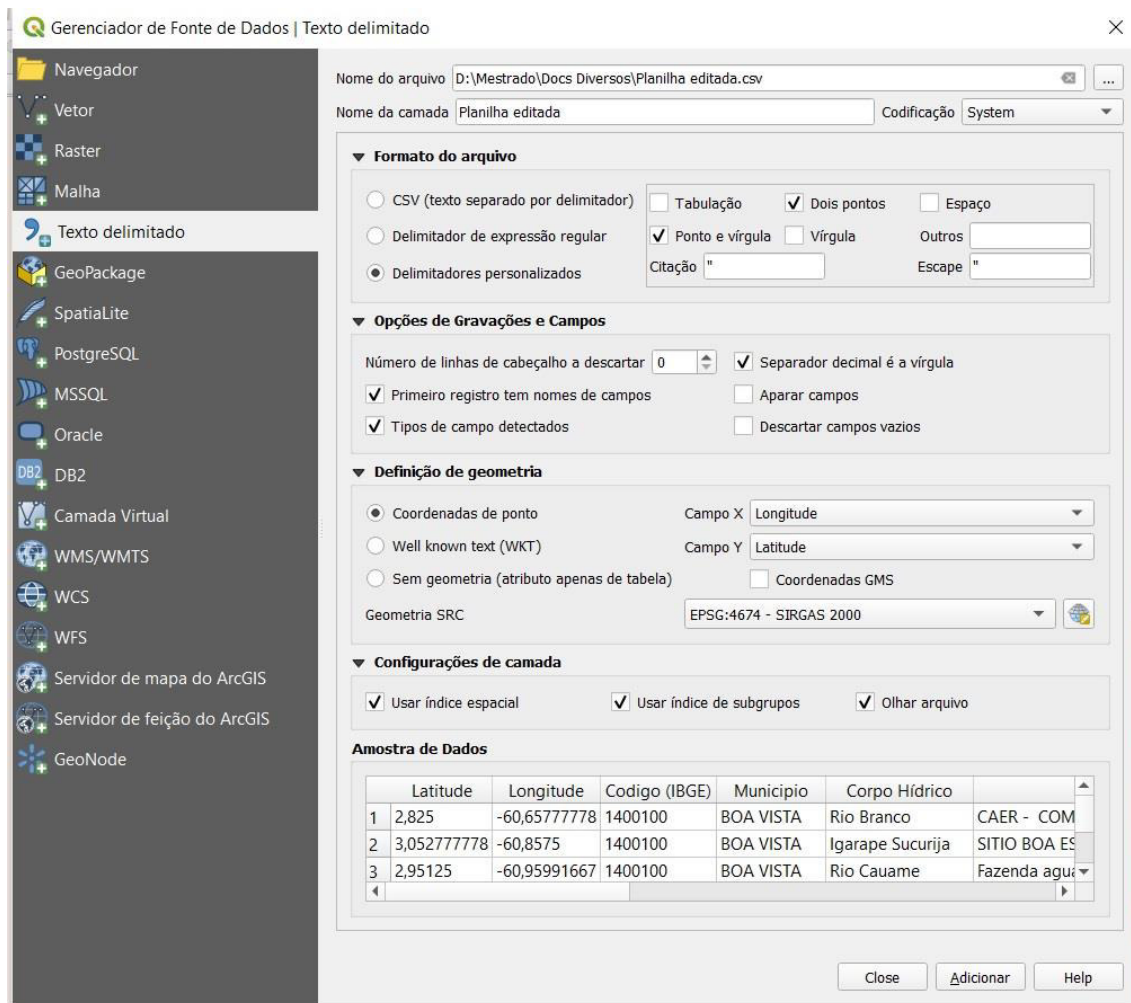 Gerenciador de Fonte de Dados | Texto delimitado
Navegador
Vetor
Raster
Malha
Texto delimitado
GeoPackage
SpatiaLite
PostgreSQL
MSSQL
Oracle
DB2 DB2
Camada Virtual
WMS/WMTS
WCS
WFS
Servidor de mapa do ArcGIS
Servidor de feição do ArcGIS
GeoNode
Nome do arquivo D:\Mestrado\Docs Diversos\Planilha editada.csv ...
Nome da camada Planilha editada Codificação System
Formato do arquivo
CSV (texto separado por delimitador) Tabulação Dois pontos Espaço
Delimitador de expressão regular Ponto e vírgula Vírgula Outros
Delimitadores personalizados Citação " Escape "
Opções de Gravações e Campos
Número de linhas de cabeçalho a descartar 0 Separador decimal é a vírgula
Primeiro registro tem nomes de campos Aparar campos
Tipos de campo detectados Descartar campos vazios
Definição de geometria
Coordenadas de ponto Campo X Longitude
Well known text (WKT) Campo Y Latitude
Sem geometria (atributo apenas de tabela) Coordenadas GMS
Geometria SRC EPSG:4674 - SIRGAS 2000
Configurações de camada
Usar índice espacial Usar índice de subgrupos Olhar arquivo
Amostra de Dados
Latitude Longitude Codigo (IBGE) Municipio Corpo Hídrico
1 2,825 -60,65777778 1400100 BOA VISTA Rio Branco CAER - COM
2 3,052777778 -60,8575 1400100 BOA VISTA Igarape Sucurija SITIO BOA ES
3 2,95125 -60,95991667 1400100 BOA VISTA Rio Cauame Fazenda agua
Close Adicionar Help